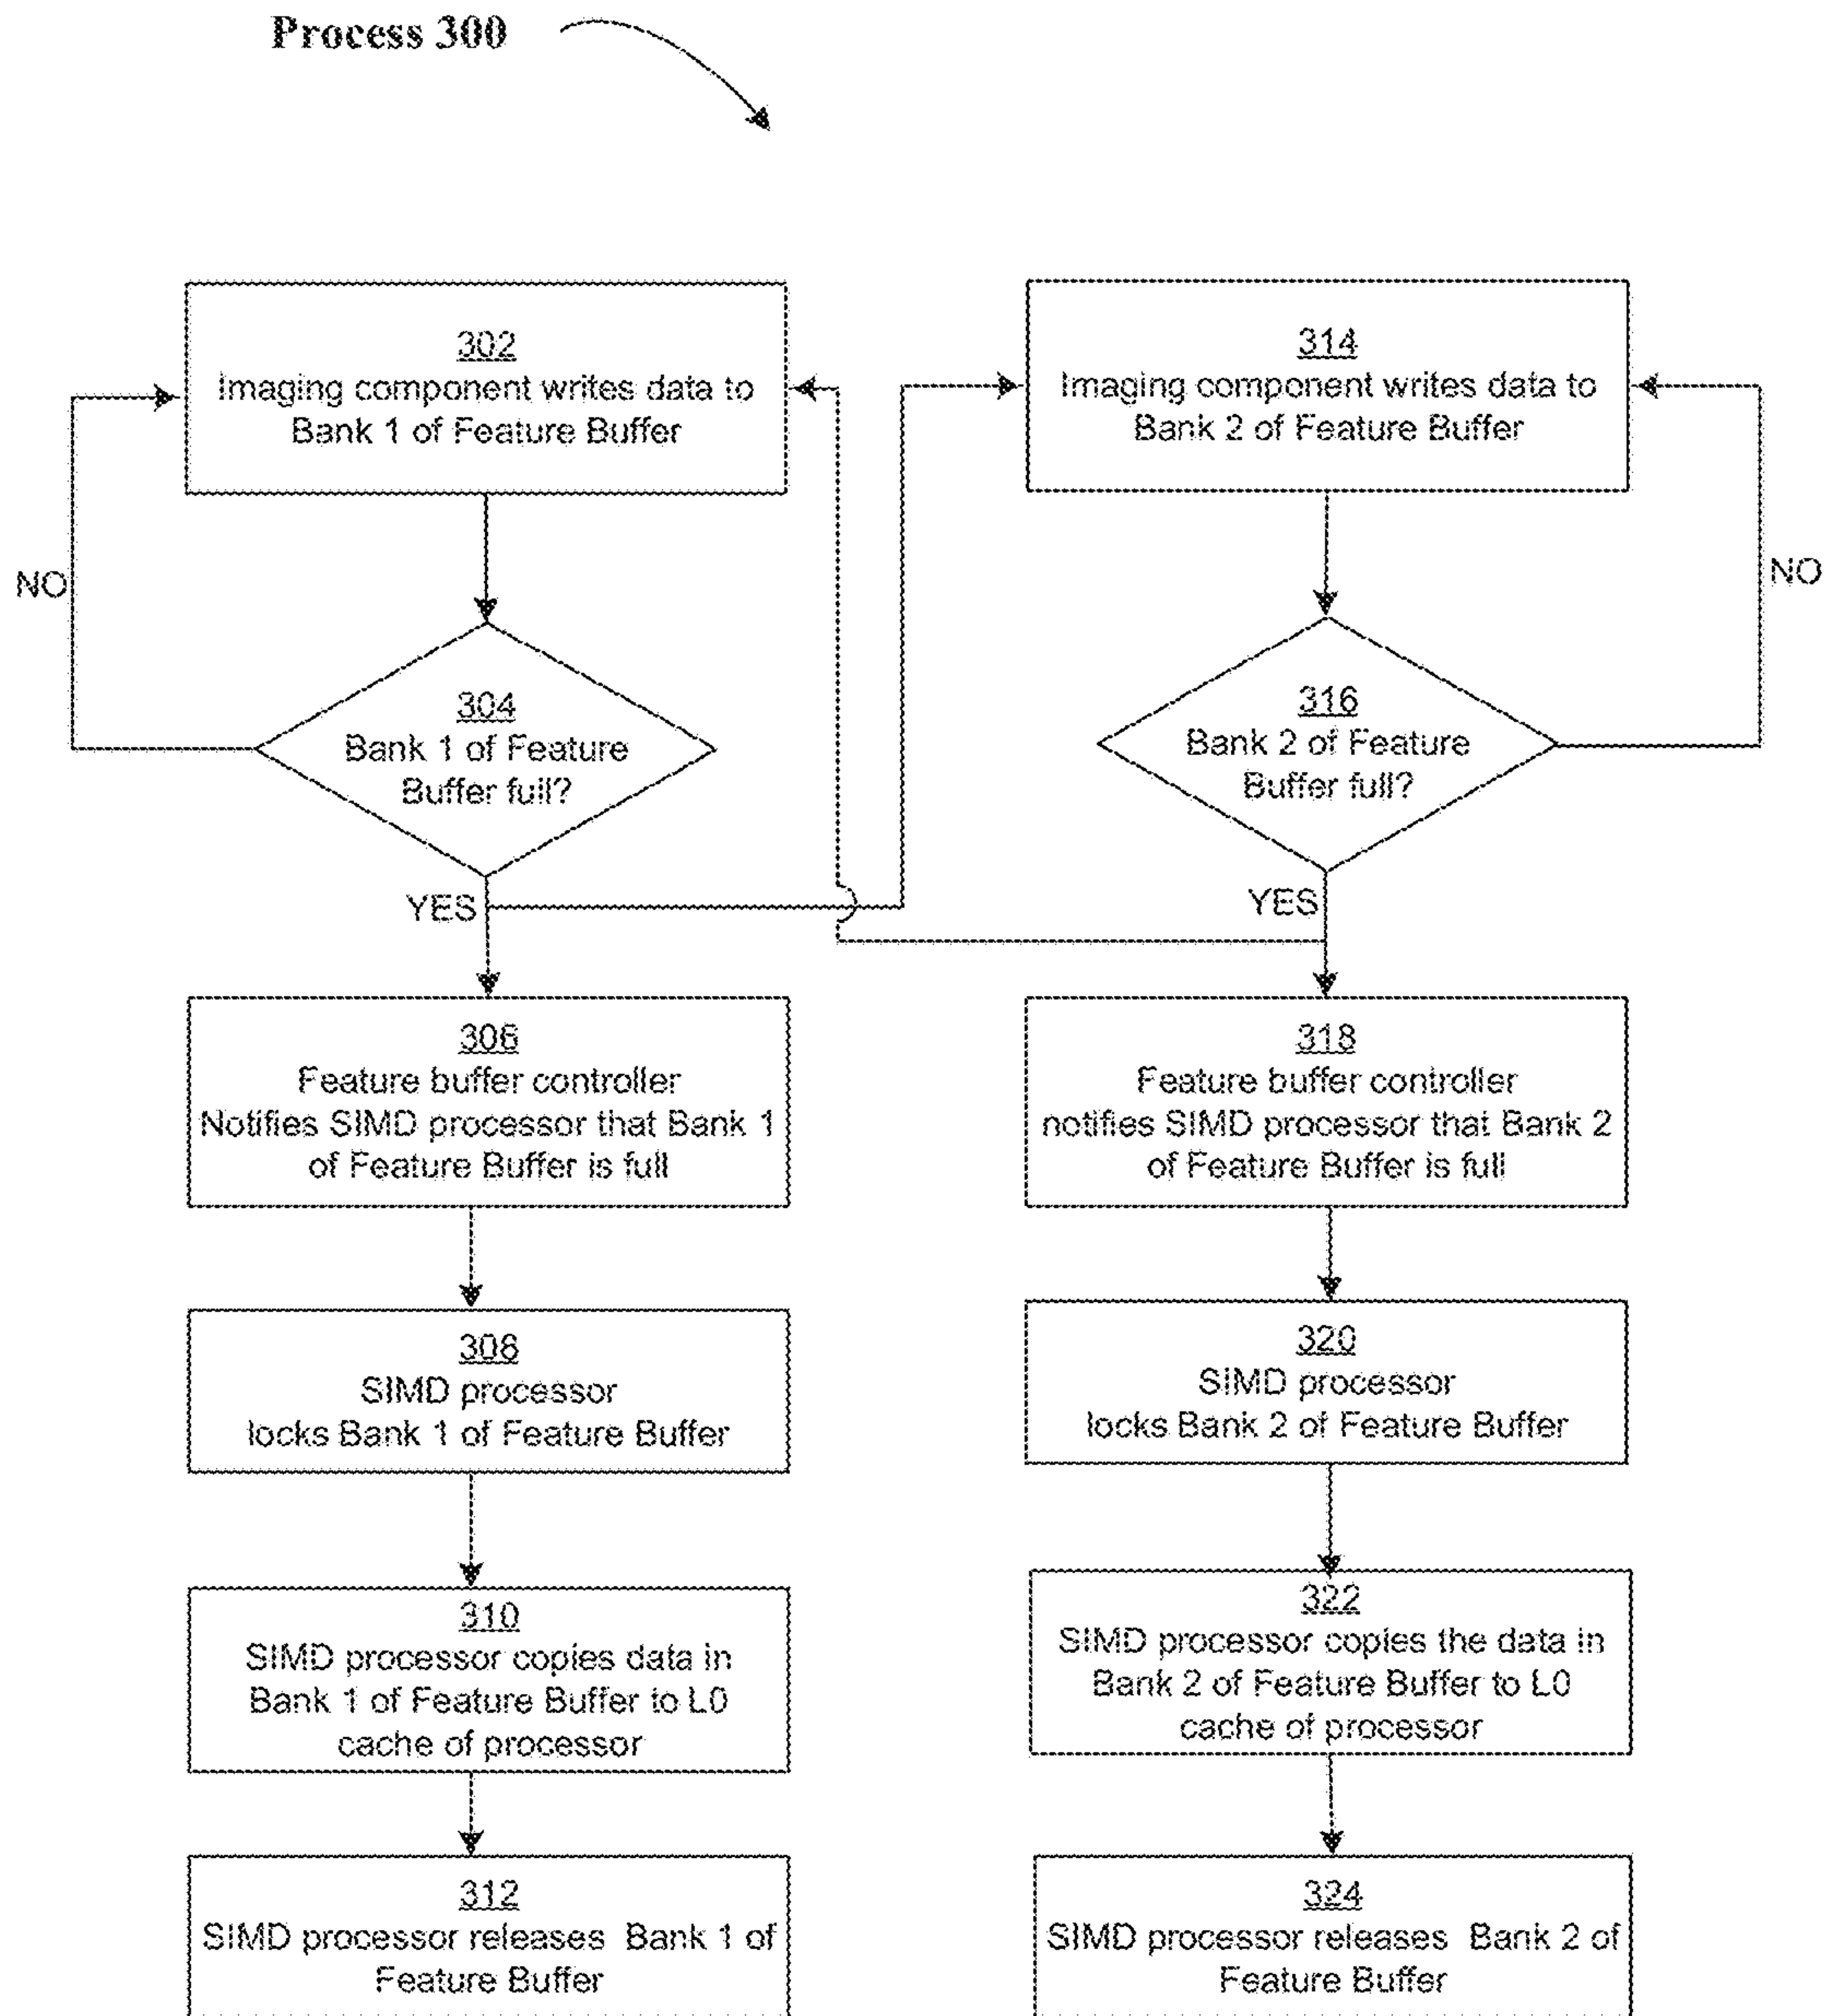 Process 300
302
Imaging component writes data to
Bank 1 of Feature Buffer
NO
304
Bank 1 of Feature
Buffer full?
YES
306
Feature buffer controller
Notifies SIMD processor that Bank 1
of Feature Buffer is full
308
SIMD processor
locks Bank 1 of Feature Buffer
310
SIMD processor copies data in
Bank 1 of Feature Buffer to L0
cache of processor
312
SIMD processor releases Bank 1 of
Feature Buffer
314
Imaging component writes data to
Bank 2 of Feature Buffer
NO
316
Bank 2 of Feature
Buffer full?
YES
318
Feature buffer controller
notifies SIMD processor that Bank 2
of Feature Buffer is full
320
SIMD processor
locks Bank 2 of Feature Buffer
322
SIMD processor copies the data in
Bank 2 of Feature Buffer to L0
cache of processor
324
SIMD processor releases Bank 2 of
Feature Buffer